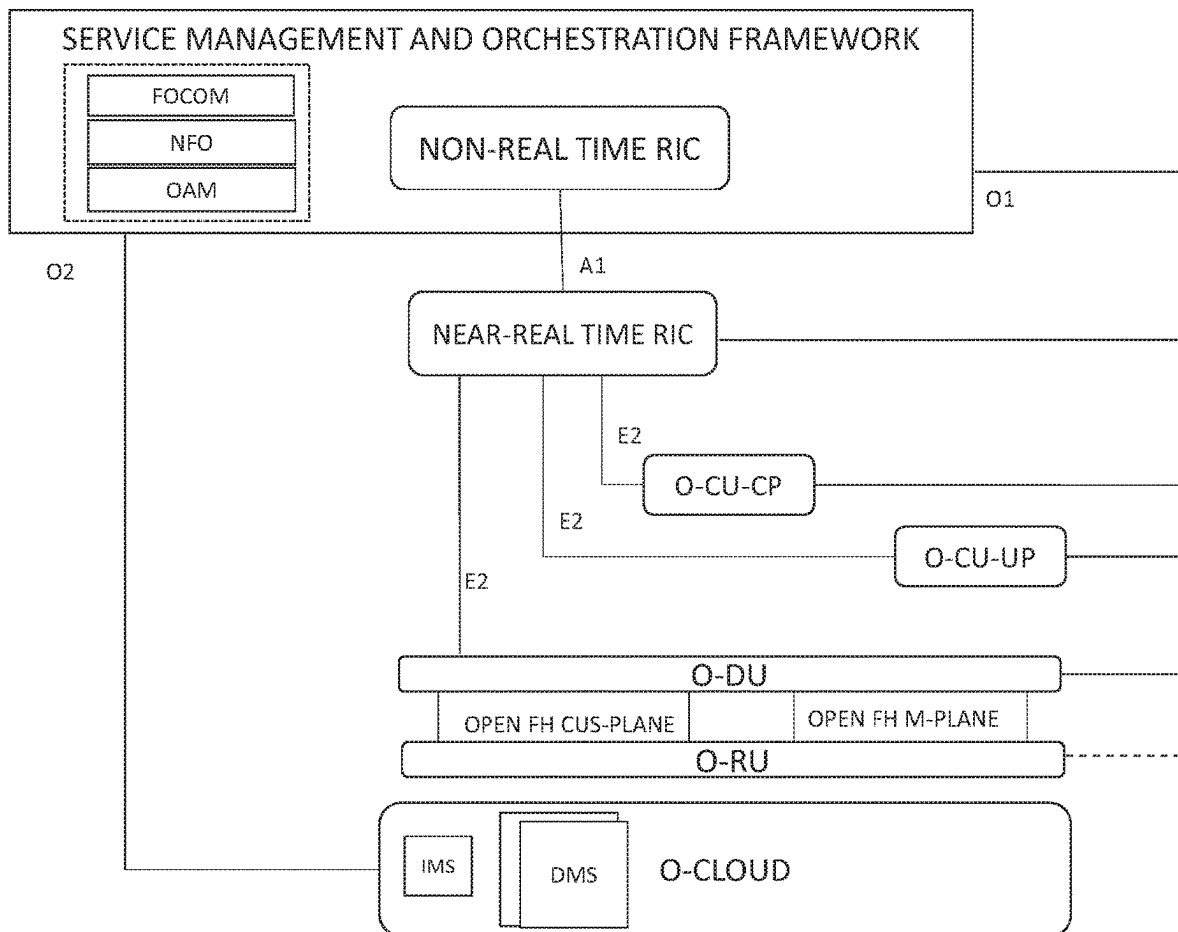 SERVICE MANAGEMENT AND ORCHESTRATION FRAMEWORK
FOCOM
NFO
OAM
NON-REAL TIME RIC
O1
O2
A1
NEAR-REAL TIME RIC
E2
O-CU-CP
E2
O-CU-UP
E2
O-DU
OPEN FH CUS-PLANE
OPEN FH M-PLANE
O-RU
IMS
DMS
O-CLOUD